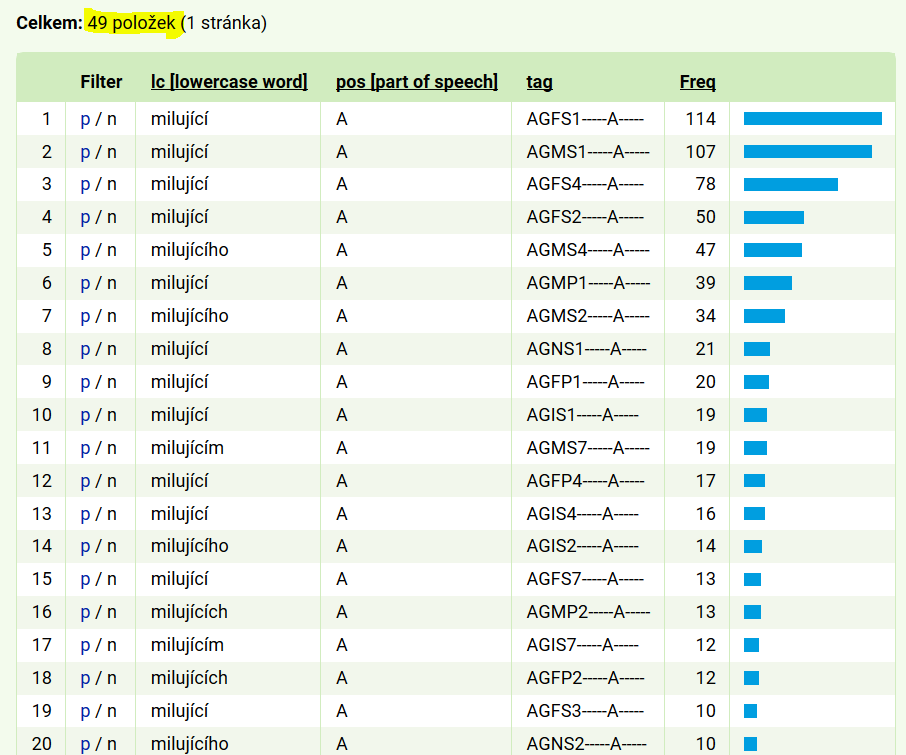 Celkem: 49 položek (1 stránka)
Filter lc [lowercase word] pos [part of speech] tag Freq
1 p / n milující A AGFS1-----A----- 114
2 p / n milující A AGMS1-----A----- 107
3 p / n milující A AGFS4-----A----- 78
4 p / n milující A AGFS2-----A----- 50
5 p / n milujícího A AGMS4-----A----- 47
6 p / n milující A AGMP1-----A----- 39
7 p / n milujícího A AGMS2-----A----- 34
8 p / n milující A AGNS1-----A----- 21
9 p / n milující A AGFP1-----A----- 20
10 p / n milující A AGIS1-----A----- 19
11 p / n milujícím A AGMS7-----A----- 19
12 p / n milující A AGFP4-----A----- 17
13 p / n milující A AGIS4-----A----- 16
14 p / n milujícího A AGIS2-----A----- 14
15 p / n milující A AGFS7-----A----- 13
16 p / n milujících A AGMP2-----A----- 13
17 p / n milujícím A AGIS7-----A----- 12
18 p / n milujících A AGFP2-----A----- 12
19 p / n milující A AGFS3-----A----- 10
20 p / n milujícího A AGNS2-----A----- 10